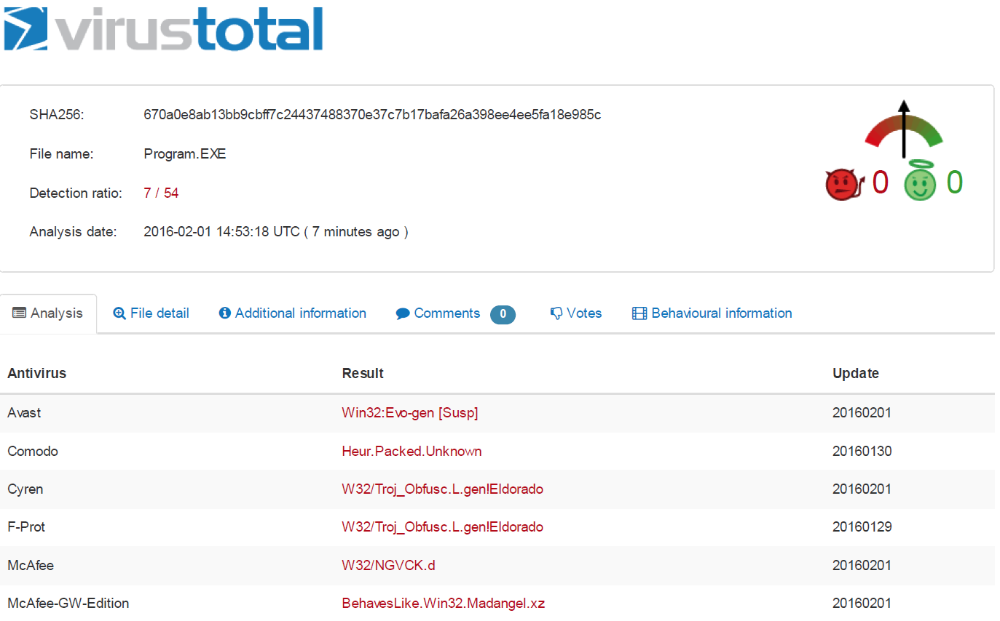 virustotal
SHA256: 670a0e8ab13bb9cbff7c24437488370e37c7b17bafa26a398ee4ee5fa18e985c
File name: Program.EXE
Detection ratio: 7 / 54
Analysis date: 2016-02-01 14:53:18 UTC ( 7 minutes ago )
0 0
Analysis File detail Additional information Comments 0 Votes Behavioural information
Antivirus Result Update
Avast Win32:Evo-gen [Susp] 20160201
Comodo Heur.Packed.Unknown 20160130
Cyren W32/Troj_Obfusc.L.gen!Eldorado 20160201
F-Prot W32/Troj_Obfusc.L.gen!Eldorado 20160129
McAfee W32/NGVCK.d 20160201
McAfee-GW-Edition BehavesLike.Win32.Madangel.xz 20160201